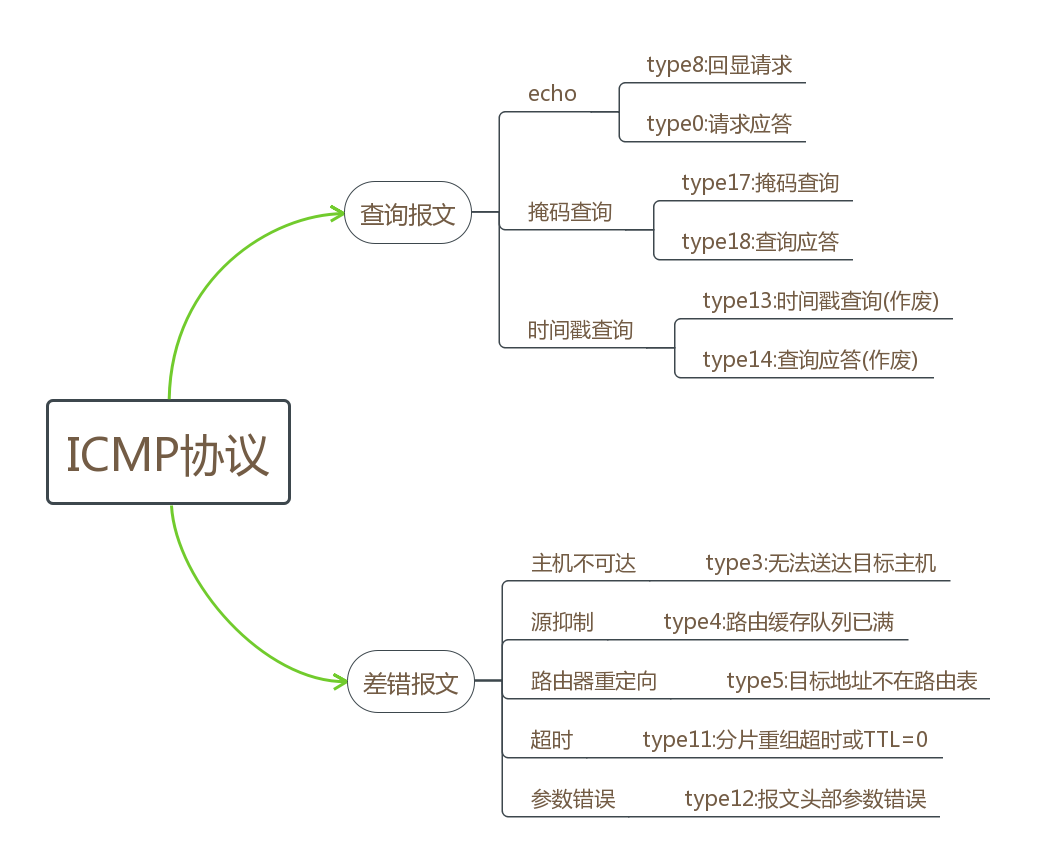 ICMP协议
查询报文
echo
type8:回显请求
type0:请求应答
掩码查询
type17:掩码查询
type18:查询应答
时间戳查询
type13:时间戳查询(作废)
type14:查询应答(作废)
差错报文
主机不可达
type3:无法送达目标主机
源抑制
type4:路由缓存队列已满
路由器重定向
type5:目标地址不在路由表
超时
type11:分片重组超时或TTL=0
参数错误
type12:报文头部参数错误